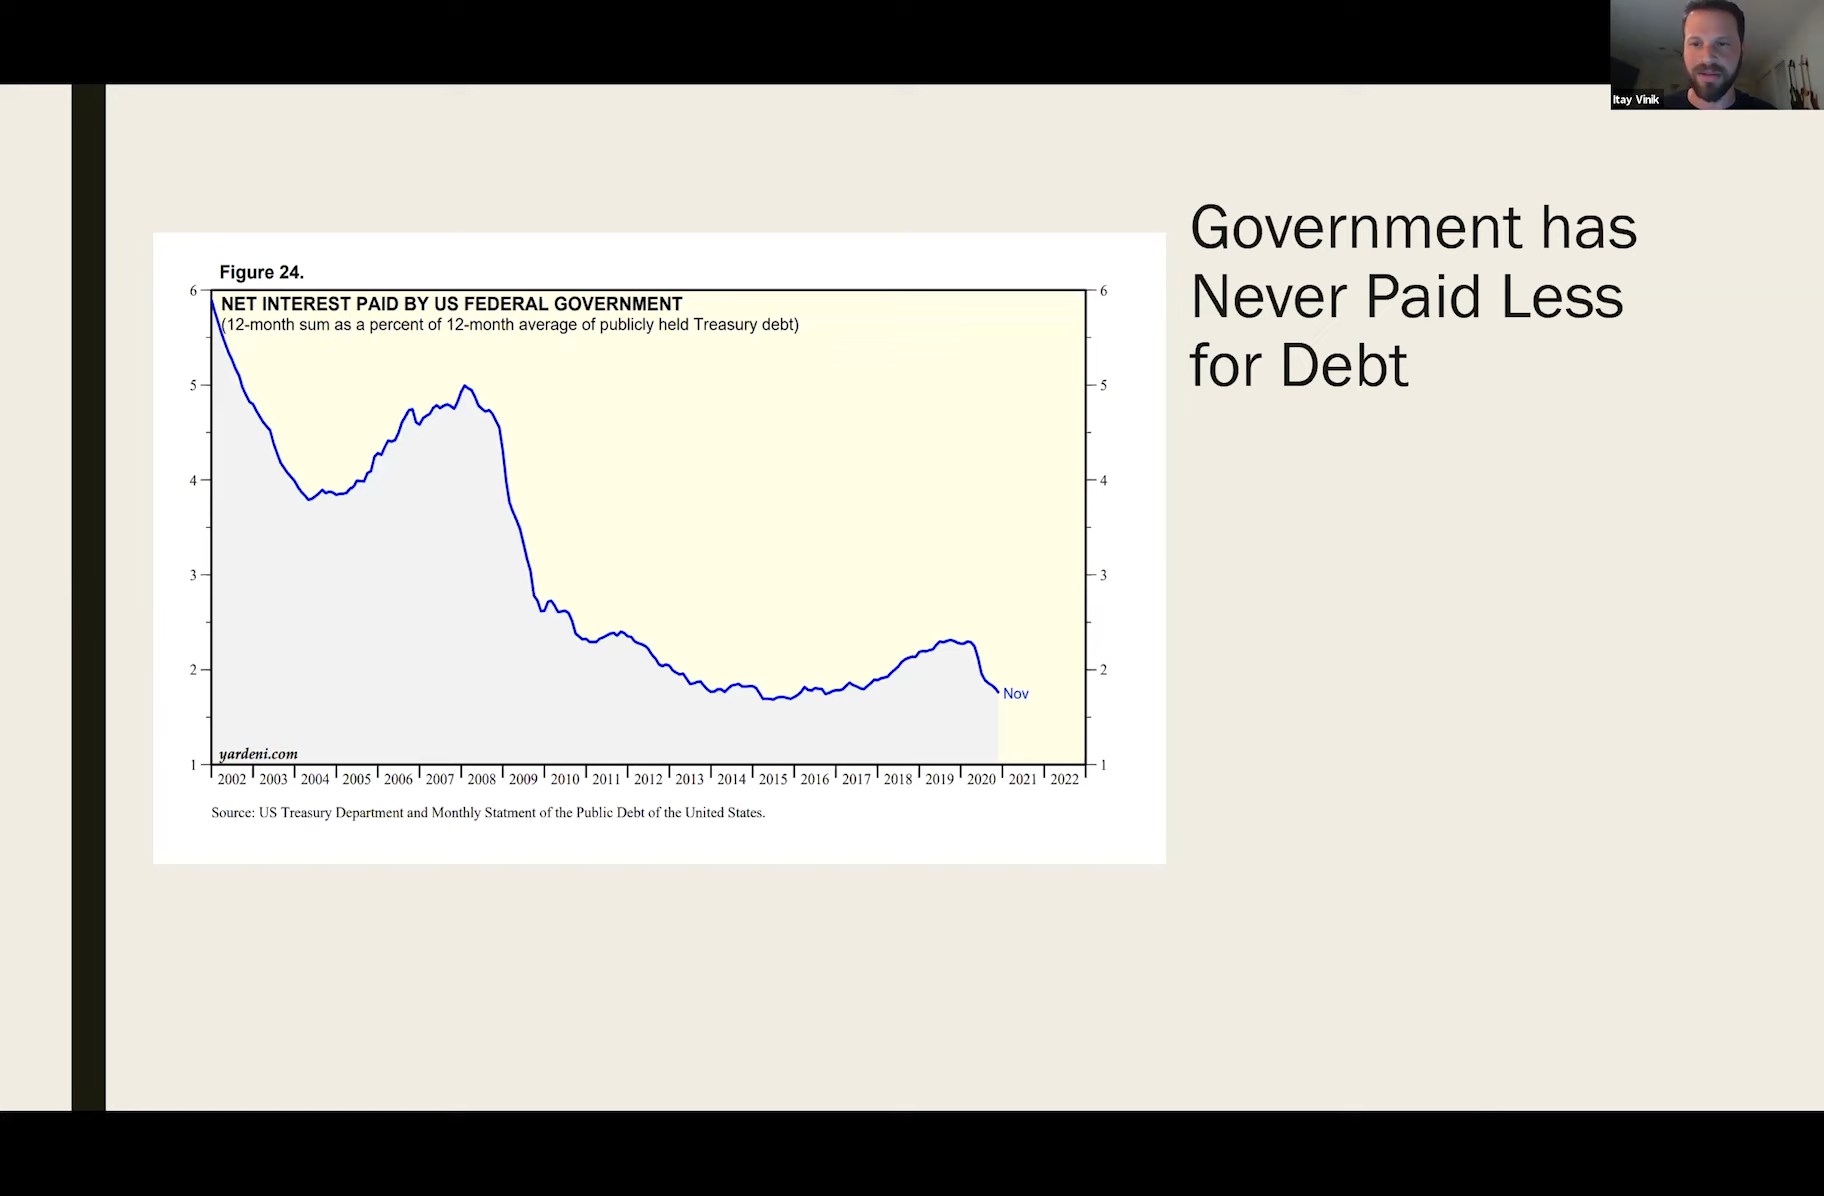 Itay Vinik
Government has
Never Paid Less
for Debt
Figure 24.
NET INTEREST PAID BY US FEDERAL GOVERNMENT
(12-month sum as a percent of 12-month average of publicly held Treasury debt)
6 6
5 5
4 4
3 3
2 2
Nov
yardeni.com
1 1
2002 2003 2004 2005 2006 2007 2008 2009 2010 2011 2012 2013 2014 2015 2016 2017 2018 2019 2020 2021 2022
Source: US Treasury Department and Monthly Statment of the Public Debt of the United States.